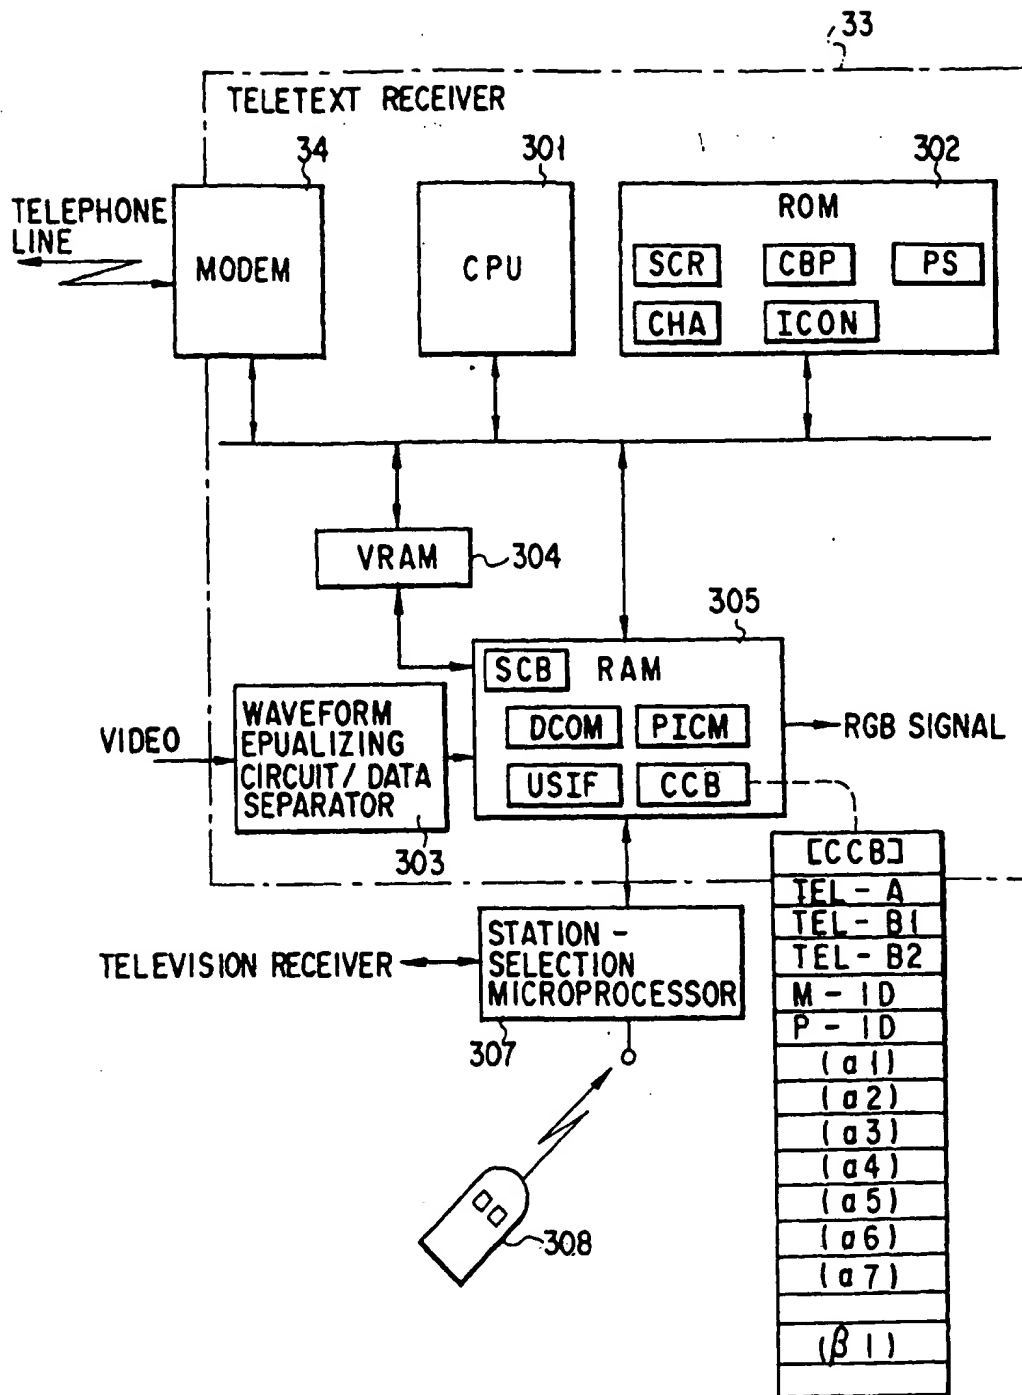 33
TELETEXT RECEIVER
34
301
302
TELEPHONE
LINE
MODEM
CPU
ROM
SCR
CBP
PS
CHA
ICON
VRAM
304
305
SCB
RAM
DCOM
PICM
USIF
CCB
RGB SIGNAL
VIDEO
WAVEFORM
EPUALIZING
CIRCUIT/DATA
SEPARATOR
303
[CCB]
TEL-A
TEL-B1
TEL-B2
M-ID
P-ID
(α1)
(α2)
(α3)
(α4)
(α5)
(α6)
(α7)
(β1)
TELEVISION RECEIVER
STATION-
SELECTION
MICROPROCESSOR
307
308